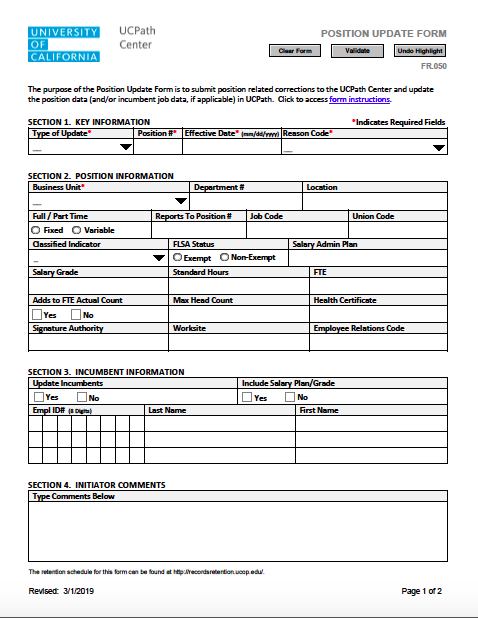 UNIVERSITY
OF
CALIFORNIA
UCPath
Center
POSITION UPDATE FORM
Clear Form Validate Undo Highlight
FR.050
The purpose of the Position Update Form is to submit position related corrections to the UCPath Center and update
the position data (and/or incumbent job data, if applicable) in UCPath. Click to access form instructions.
SECTION 1. KEY INFORMATION *Indicates Required Fields
Type of Update* Position #* Effective Date* (mm/dd/yyyy) Reason Code*
SECTION 2. POSITION INFORMATION
Business Unit* Department # Location
Full / Part Time Reports To Position # Job Code Union Code
Fixed Variable
Classified Indicator FLSA Status Salary Admin Plan
Exempt Non-Exempt
Salary Grade Standard Hours FTE
Adds to FTE Actual Count Max Head Count Health Certificate
Yes No
Signature Authority Worksite Employee Relations Code
SECTION 3. INCUMBENT INFORMATION
Update Incumbents Include Salary Plan/Grade
Yes No Yes No
Empl ID# (8 Digits) Last Name First Name
SECTION 4. INITIATOR COMMENTS
Type Comments Below
The retention schedule for this form can be found at http://recordsretention.ucop.edu/.
Revised: 3/1/2019 Page 1 of 2